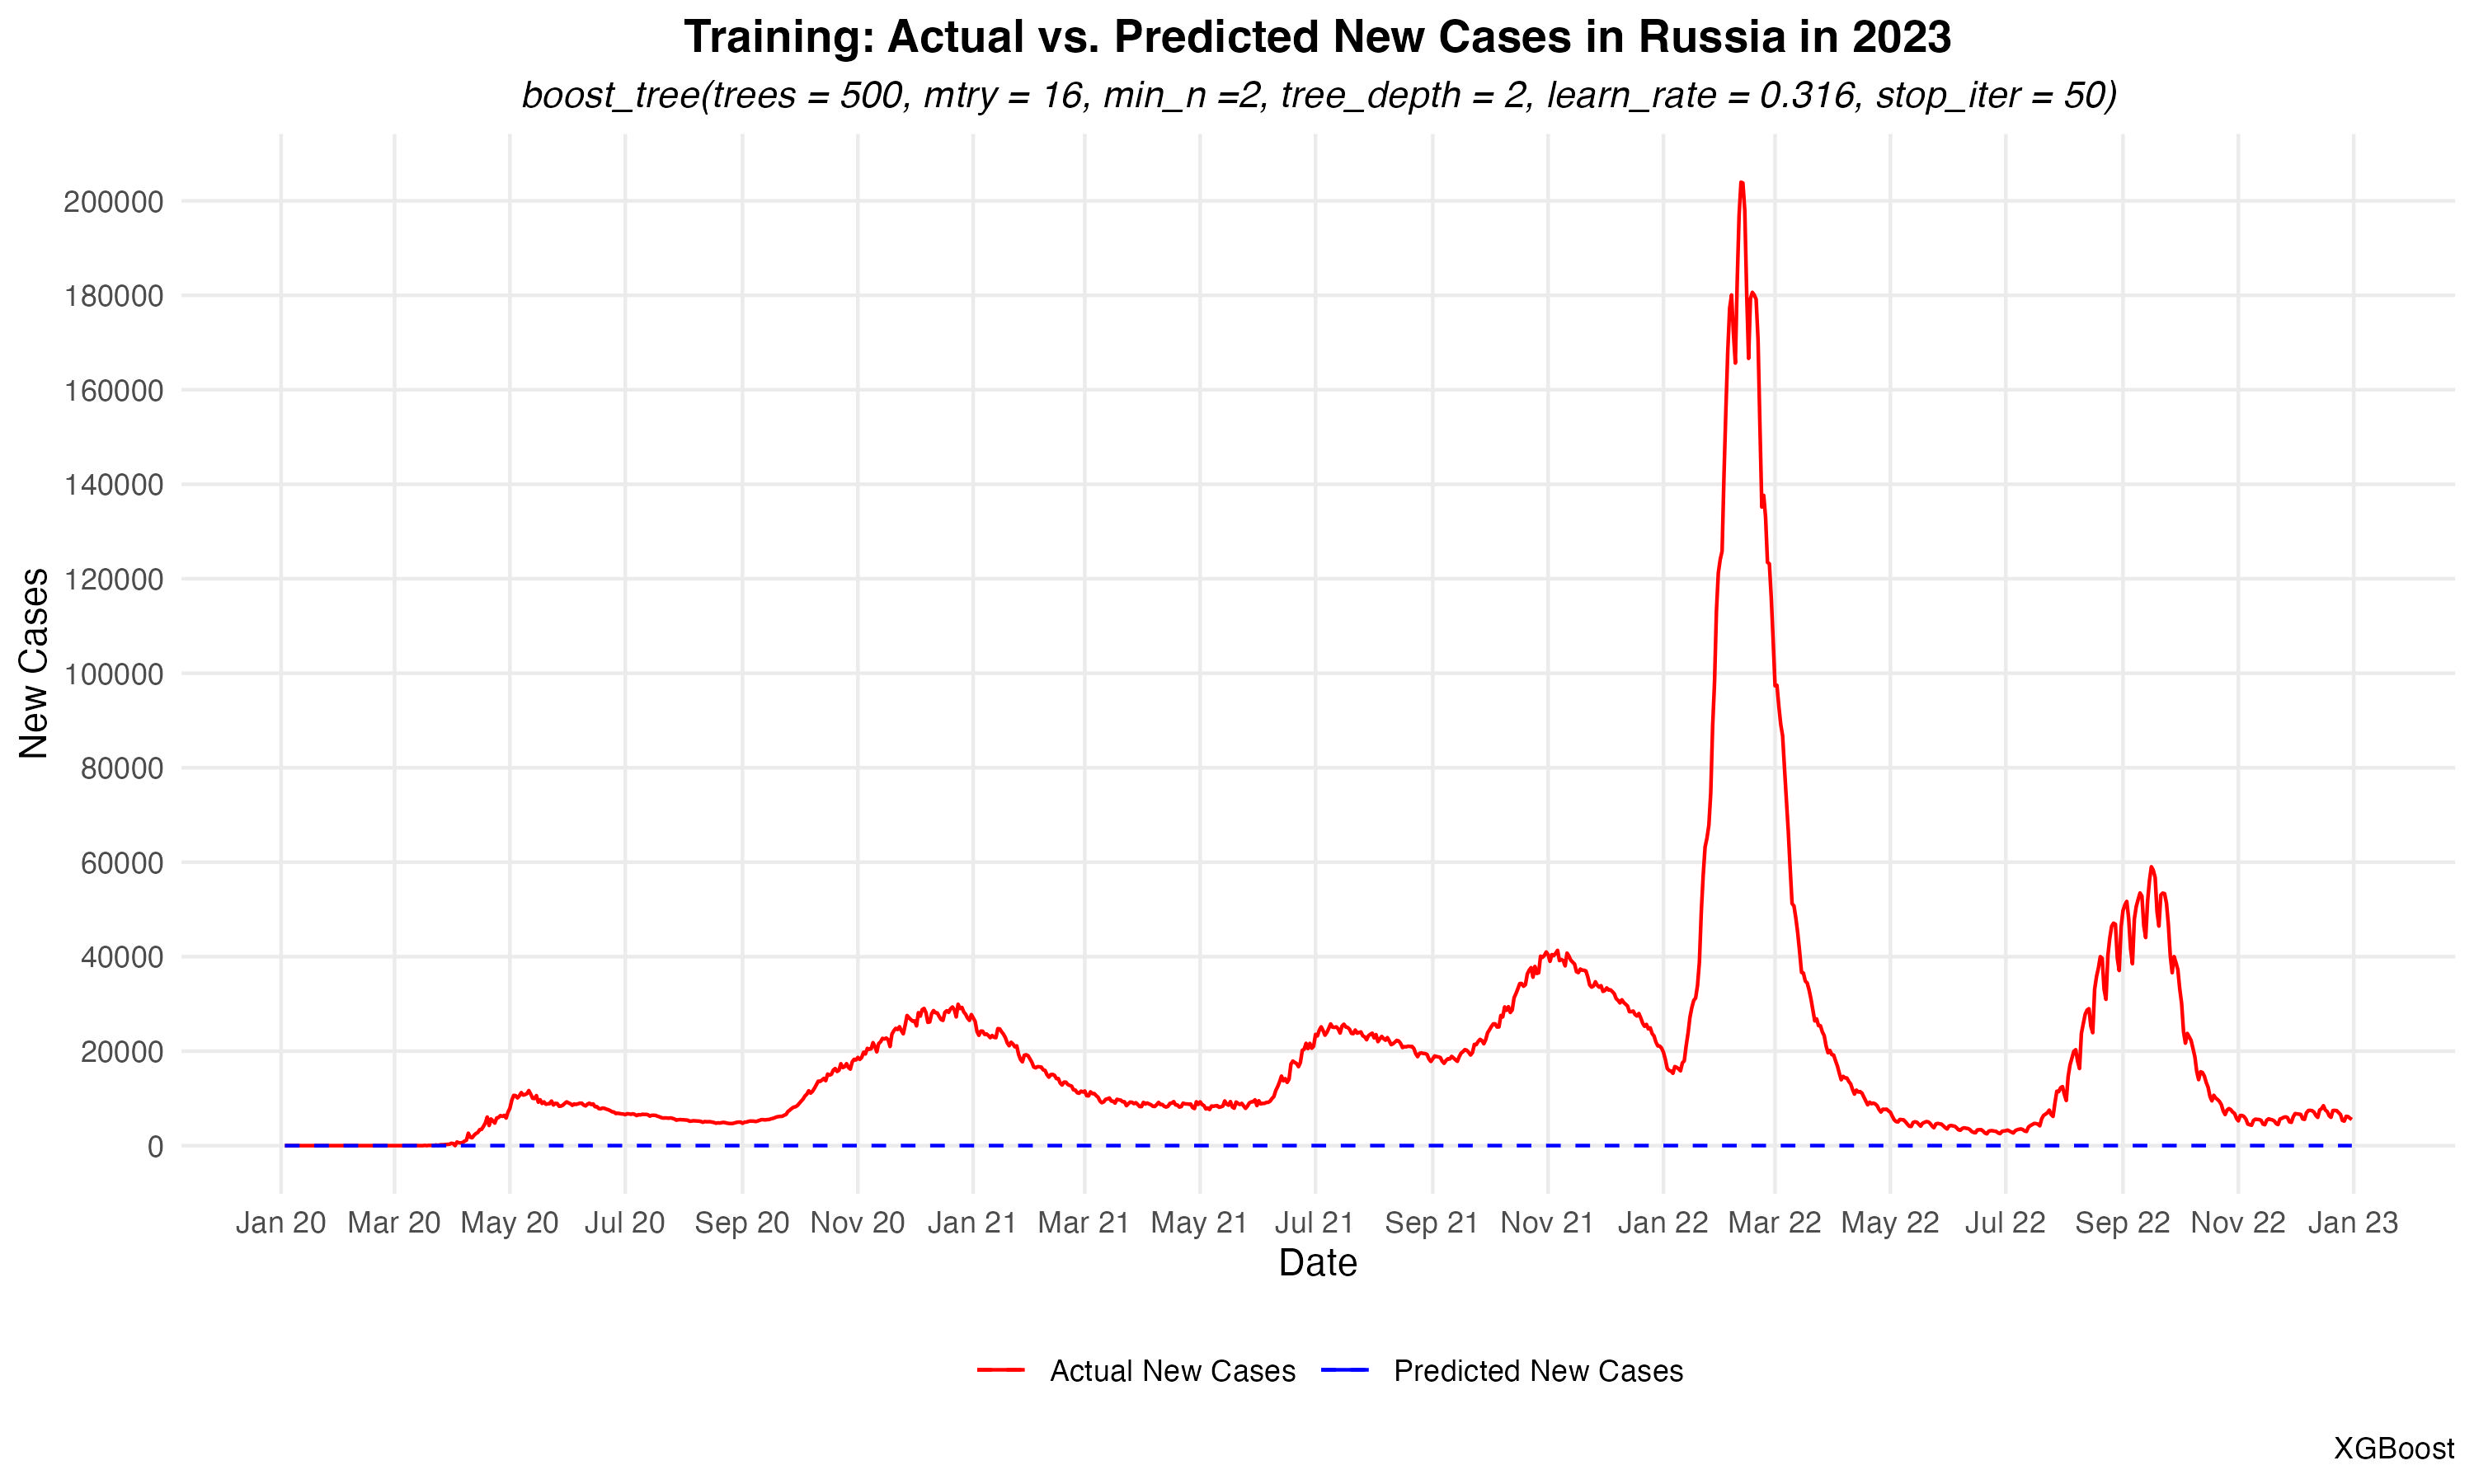 Training: Actual vs. Predicted New Cases in Russia in 2023
boost_tree(trees = 500, mtry = 16, min_n =2, tree_depth = 2, learn_rate = 0.316, stop_iter = 50)
New Cases
200000
180000
160000
140000
120000
100000
80000
60000
40000
20000
0
Jan 20 Mar 20 May 20 Jul 20 Sep 20 Nov 20 Jan 21 Mar 21 May 21 Jul 21 Sep 21 Nov 21 Jan 22 Mar 22 May 22 Jul 22 Sep 22 Nov 22 Jan 23
Date
Actual New Cases Predicted New Cases
XGBoost